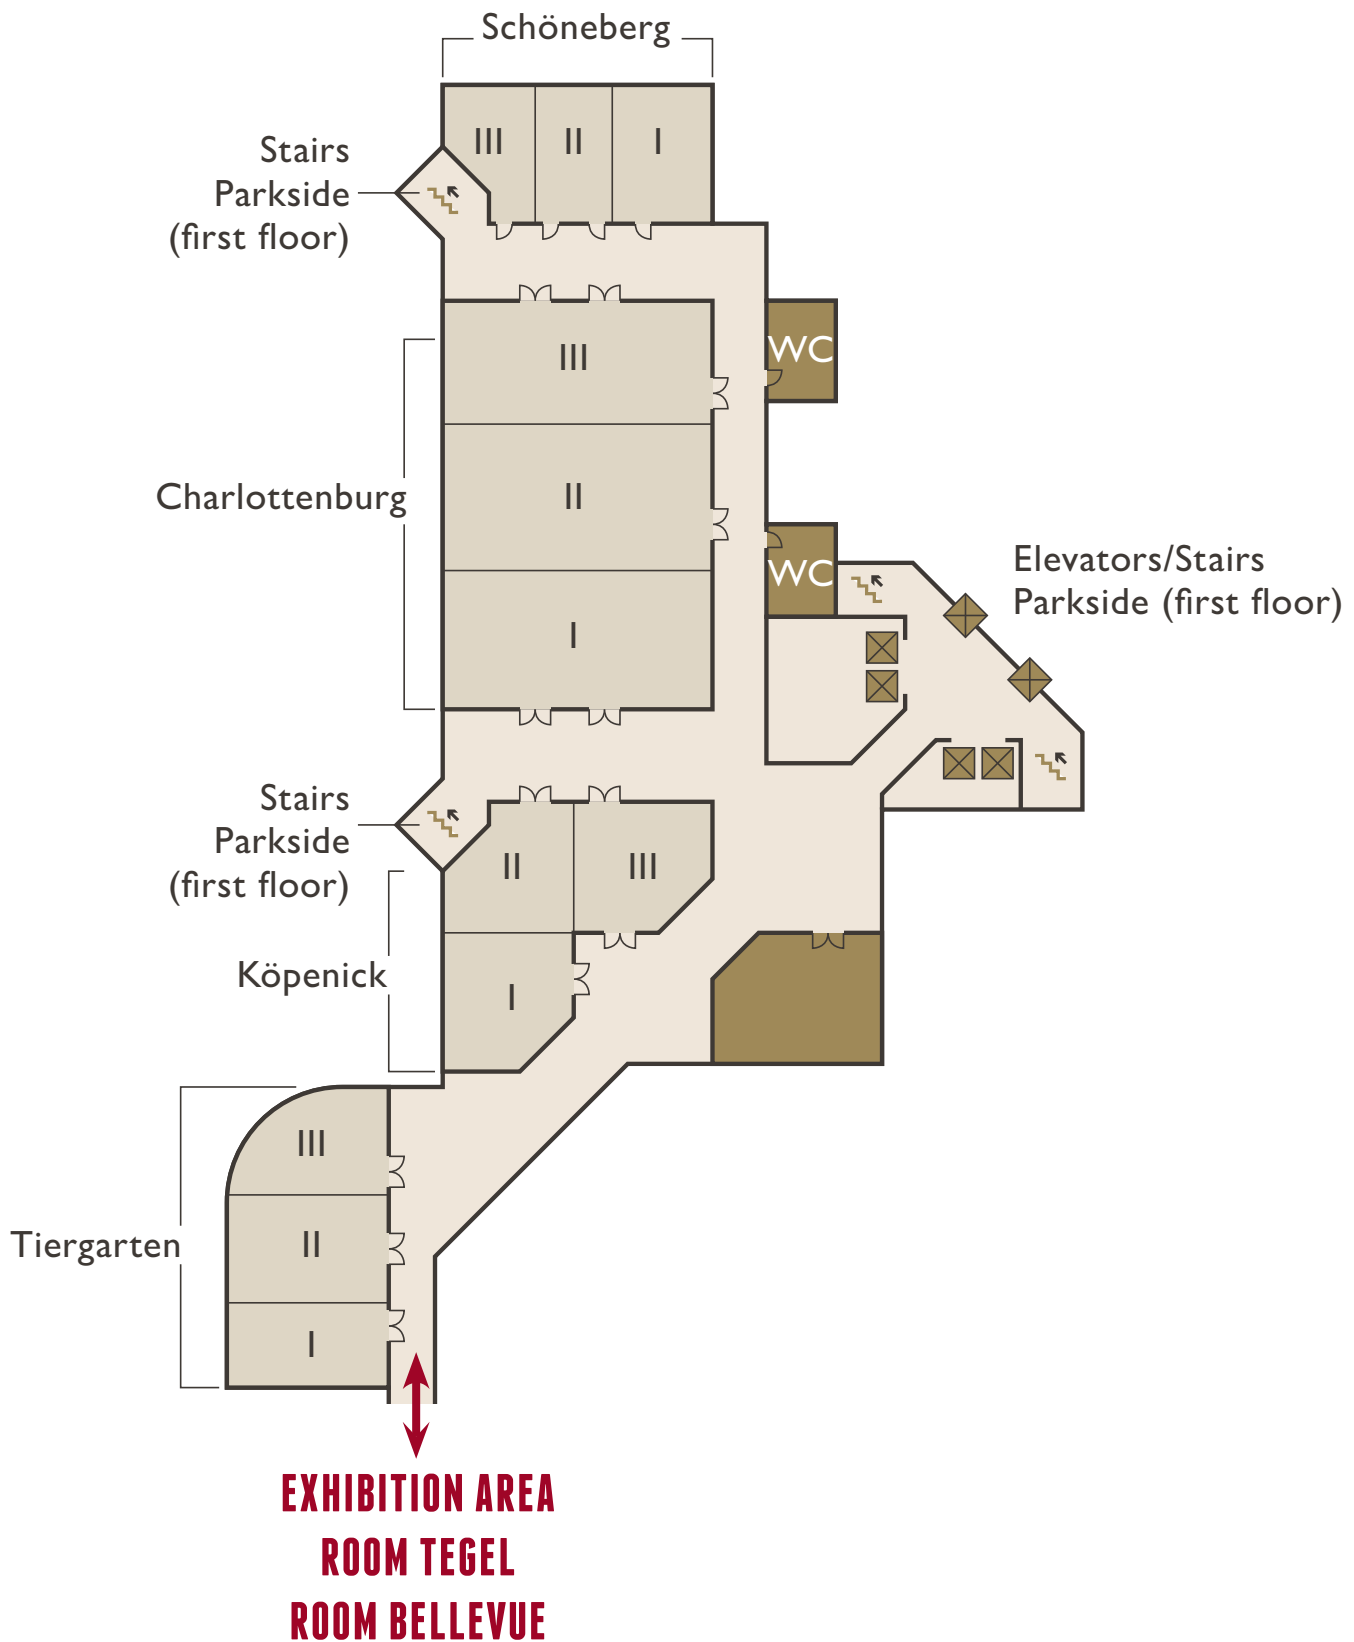 Schöneberg
III
II
I
Stairs
Parkside
(first floor)
III
WC
Charlottenburg
II
WC
Elevators/Stairs
Parkside (first floor)
I
Stairs
Parkside
(first floor)
II
III
Köpenick
I
III
Tiergarten
II
I
EXHIBITION AREA
ROOM TEGEL
ROOM BELLEVUE